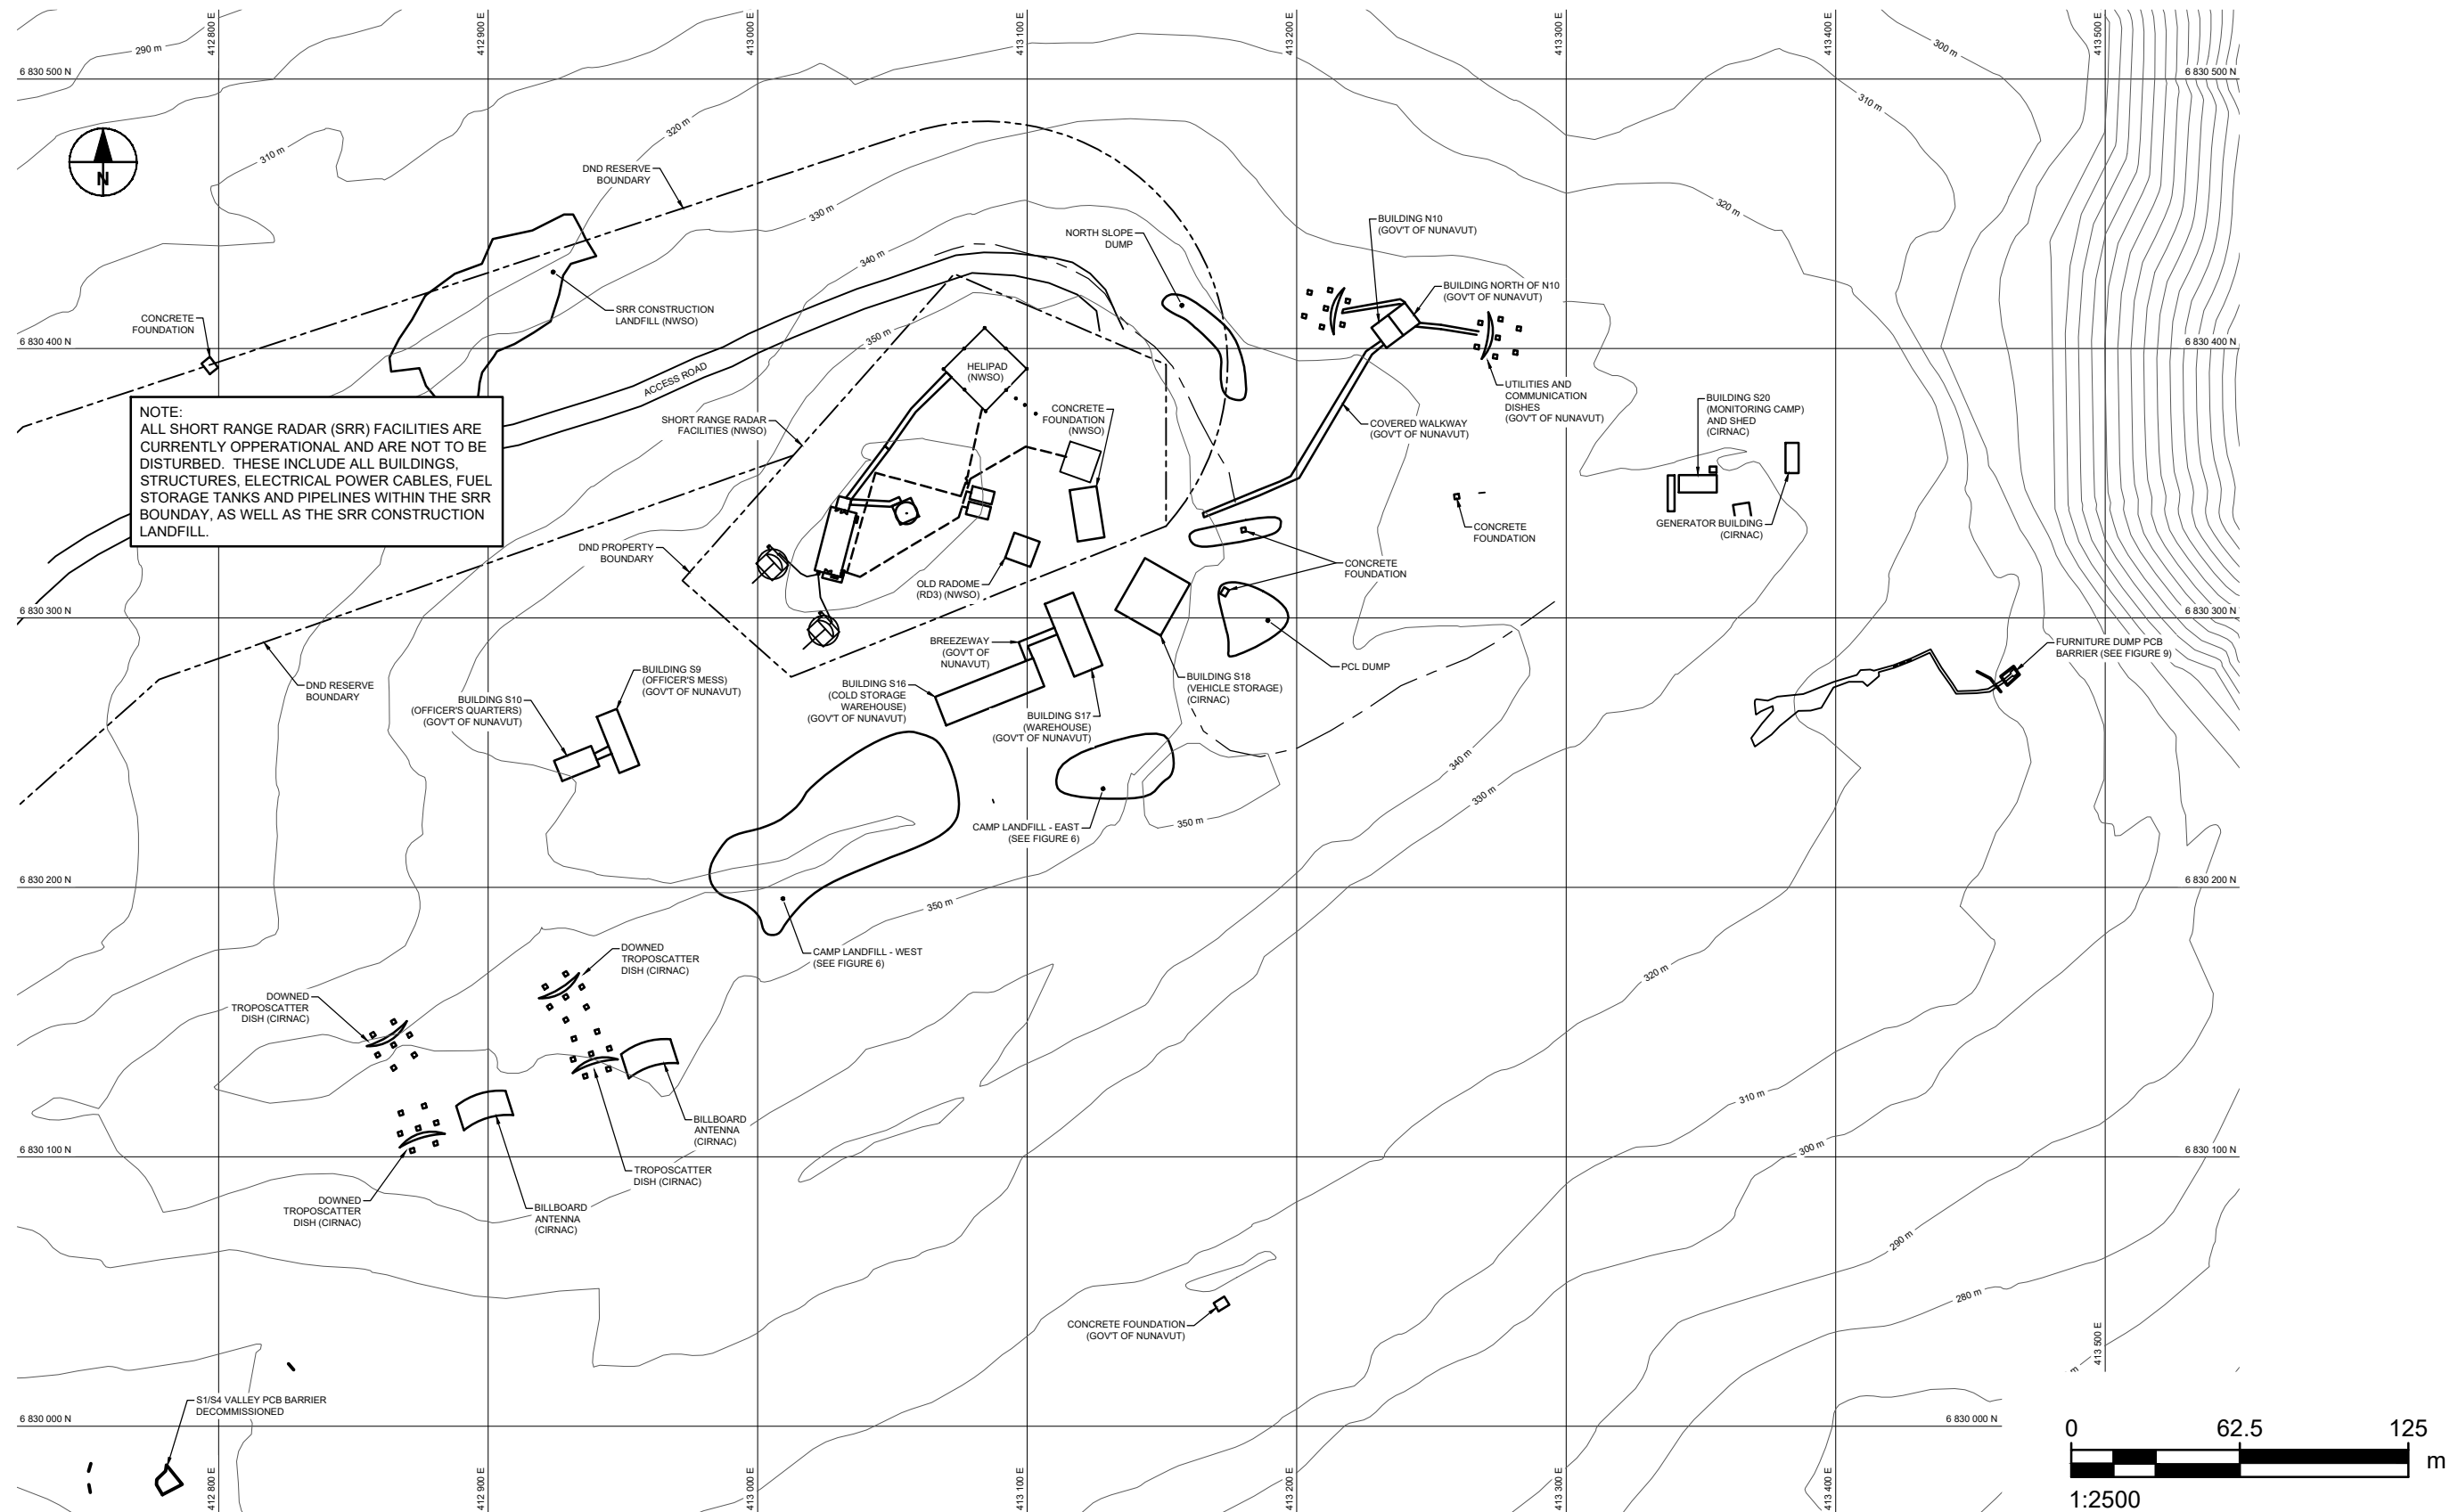 412 800 E
412 900 E
413 000 E
413 100 E
413 200 E
413 300 E
413 400 E
413 500 E
290 m
300 m
6 830 500 N
6 830 500 N
310 m
320 m
310 m
N
DND RESERVE
BOUNDARY
330 m
320 m
BUILDING N10
(GOV'T OF NUNAVUT)
NORTH SLOPE
DUMP
340 m
BUILDING NORTH OF N10
(GOV'T OF NUNAVUT)
SRR CONSTRUCTION
LANDFILL (NWSO)
CONCRETE
FOUNDATION
350 m
6 830 400 N
6 830 400 N
HELIPAD
(NWSO)
ACCESS ROAD
UTILITIES AND
COMMUNICATION
DISHES
(GOV'T OF NUNAVUT)
NOTE:
ALL SHORT RANGE RADAR (SRR) FACILITIES ARE
CURRENTLY OPPERATIONAL AND ARE NOT TO BE
DISTURBED. THESE INCLUDE ALL BUILDINGS,
STRUCTURES, ELECTRICAL POWER CABLES, FUEL
STORAGE TANKS AND PIPELINES WITHIN THE SRR
BOUNDAY, AS WELL AS THE SRR CONSTRUCTION
LANDFILL.
SHORT RANGE RADAR
FACILITIES (NWSO)
CONCRETE
FOUNDATION
(NWSO)
COVERED WALKWAY
(GOV'T OF NUNAVUT)
BUILDING S20
(MONITORING CAMP)
AND SHED
(CIRNAC)
GENERATOR BUILDING
(CIRNAC)
CONCRETE
FOUNDATION
DND PROPERTY
BOUNDARY
CONCRETE
FOUNDATION
OLD RADOME
(RD3) (NWSO)
6 830 300 N
6 830 300 N
BREEZEWAY
(GOV'T OF
NUNAVUT)
FURNITURE DUMP PCB
BARRIER (SEE FIGURE 9)
PCL DUMP
BUILDING S9
(OFFICER'S MESS)
(GOV'T OF NUNAVUT)
DND RESERVE
BOUNDARY
BUILDING S10
(OFFICER'S QUARTERS)
(GOV'T OF NUNAVUT)
BUILDING S16
(COLD STORAGE
WAREHOUSE)
(GOV'T OF NUNAVUT)
BUILDING S18
(VEHICLE STORAGE)
(CIRNAC)
BUILDING S17
(WAREHOUSE)
(GOV'T OF NUNAVUT)
340 m
330 m
350 m
CAMP LANDFILL - EAST
(SEE FIGURE 6)
6 830 200 N
6 830 200 N
350 m
CAMP LANDFILL - WEST
(SEE FIGURE 6)
DOWNED
TROPOSCATTER
DISH (CIRNAC)
320 m
DOWNED
TROPOSCATTER
DISH (CIRNAC)
310 m
BILLBOARD
ANTENNA
(CIRNAC)
300 m
6 830 100 N
6 830 100 N
TROPOSCATTER
DISH (CIRNAC)
DOWNED
TROPOSCATTER
DISH (CIRNAC)
BILLBOARD
ANTENNA
(CIRNAC)
290 m
280 m
CONCRETE FOUNDATION
(GOV'T OF NUNAVUT)
413 500 E
m
S1/S4 VALLEY PCB BARRIER
DECOMMISSIONED
6 830 000 N
6 830 000 N
0 62.5 125
m
1:2500
412 800 E
412 900 E
413 000 E
413 100 E
413 200 E
413 300 E
413 400 E